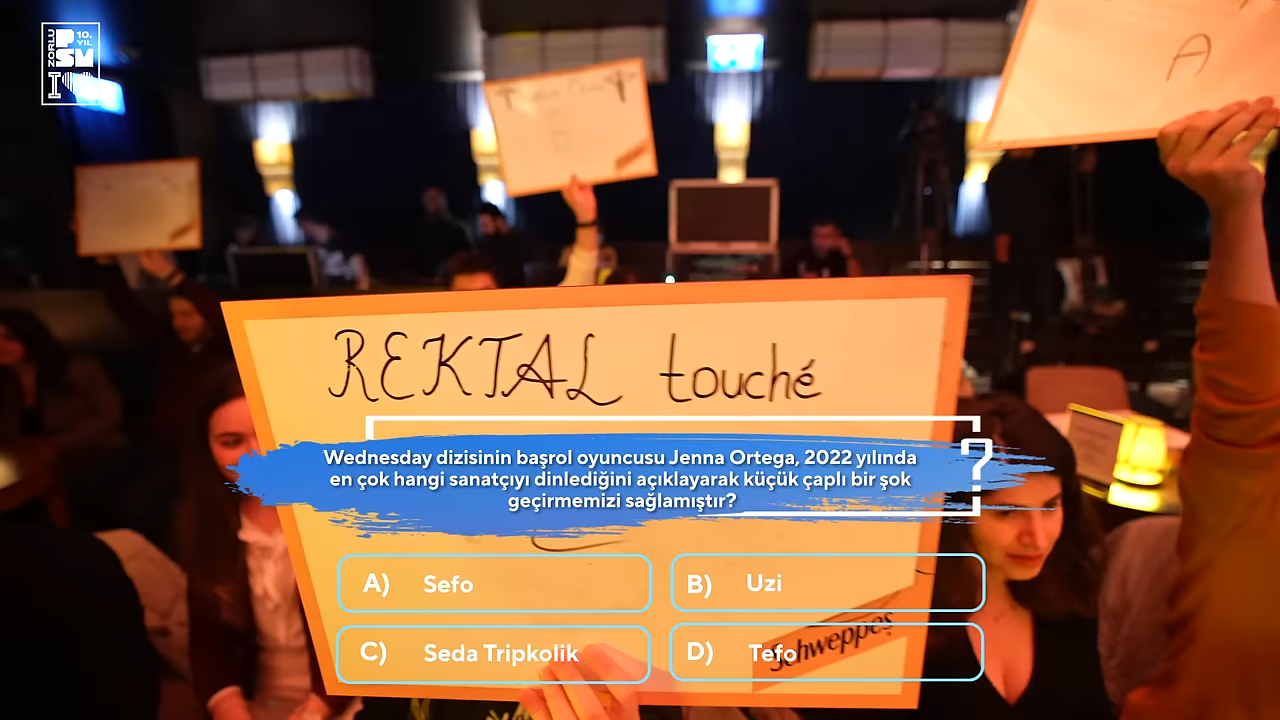 ZORLU
PSM
10.
YIL
A
B
REKTAL touché
Wednesday dizisinin başrol oyuncusu Jenna Ortega, 2022 yılında
en çok hangi sanatçıyı dinlediğini açıklayarak küçük çaplı bir şok
geçirmemizi sağlamıştır?
?
A) Sefo
B) Uzi
C) Seda Tripkolik
D) Tefo
Schweppes